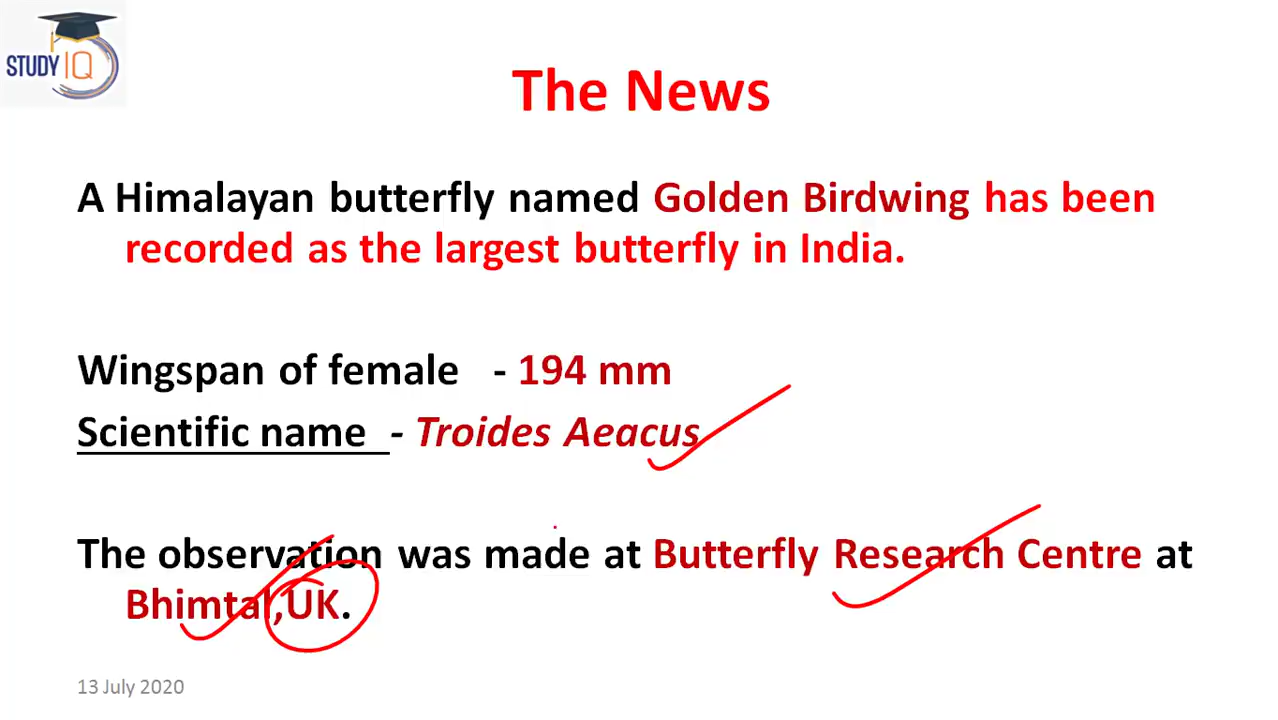 STUDY IQ
The News
A Himalayan butterfly named Golden Birdwing has been
recorded as the largest butterfly in India.
Wingspan of female - 194 mm
Scientific name - Troides Aeacus
The observation was made at Butterfly Research Centre at
Bhimtal,UK.
13 July 2020